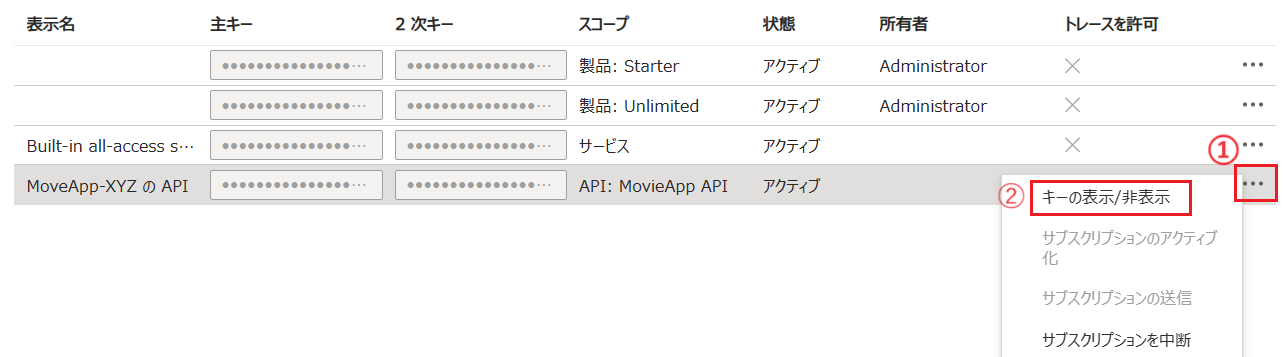 表示名 主キー 2 次キー スコープ 状態 所有者 トレースを許可
●●●●●●●●●●●●●●●… ●●●●●●●●●●●●●●●… 製品: Starter アクティブ Administrator ✕ •••
●●●●●●●●●●●●●●●… ●●●●●●●●●●●●●●●… 製品: Unlimited アクティブ Administrator ✕ •••
Built-in all-access s… ●●●●●●●●●●●●●●●… ●●●●●●●●●●●●●●●… サービス アクティブ ✕ •••
①
MoveApp-XYZ の API ●●●●●●●●●●●●●●●… ●●●●●●●●●●●●●●●… API: MovieApp API アクティブ •••
② キーの表示/非表示
サブスクリプションのアクティブ
化
サブスクリプションの送信
サブスクリプションを中断